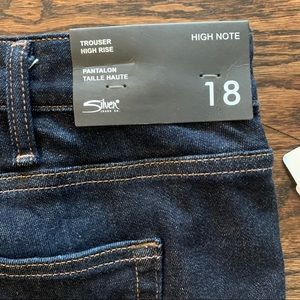 TROUSER
HIGH RISE
HIGH NOTE
PANTALON
TAILLE HAUTE
Silver
JEANS CO.
18